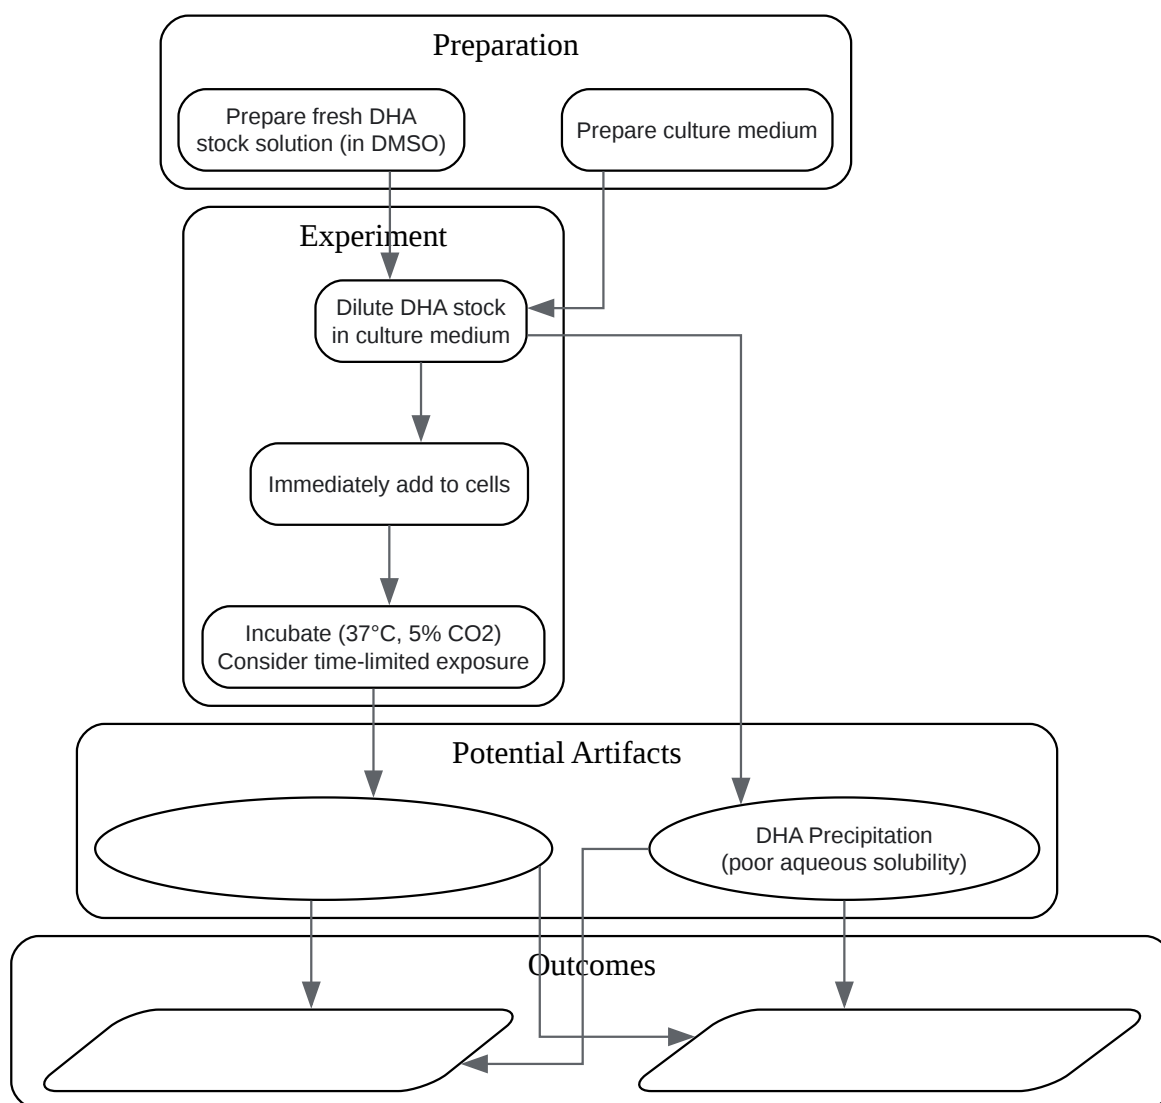 Preparation
Prepare fresh DHA
stock solution (in DMSO)
Prepare culture medium
Experiment
Dilute DHA stock
in culture medium
Immediately add to cells
Incubate (37°C, 5% CO2)
Consider time-limited exposure
Potential Artifacts
DHA Precipitation
(poor aqueous solubility)
Outcomes